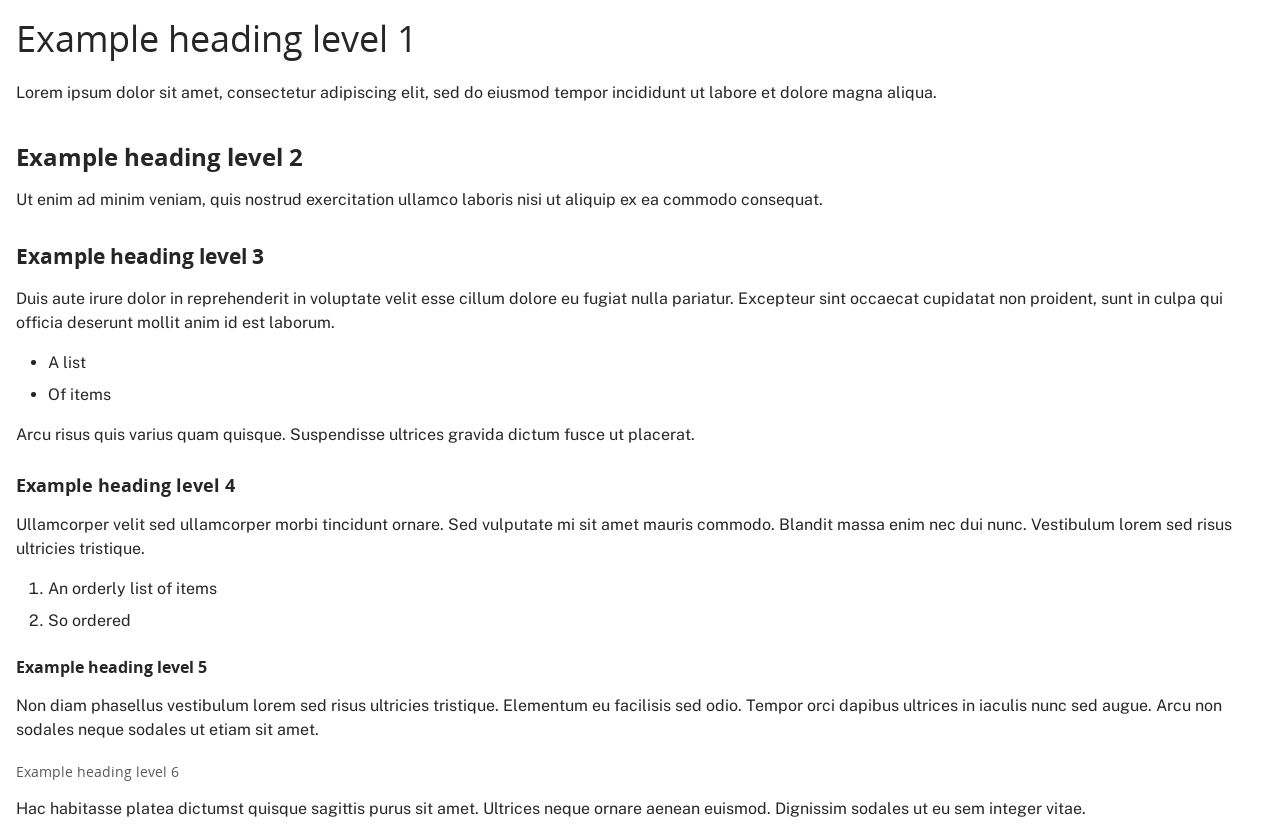 Example heading level 1
Lorem ipsum dolor sit amet, consectetur adipiscing elit, sed do eiusmod tempor incididunt ut labore et dolore magna aliqua.
Example heading level 2
Ut enim ad minim veniam, quis nostrud exercitation ullamco laboris nisi ut aliquip ex ea commodo consequat.
Example heading level 3
Duis aute irure dolor in reprehenderit in voluptate velit esse cillum dolore eu fugiat nulla pariatur. Excepteur sint occaecat cupidatat non proident, sunt in culpa qui
officia deserunt mollit anim id est laborum.
• A list
• Of items
Arcu risus quis varius quam quisque. Suspendisse ultrices gravida dictum fusce ut placerat.
Example heading level 4
Ullamcorper velit sed ullamcorper morbi tincidunt ornare. Sed vulputate mi sit amet mauris commodo. Blandit massa enim nec dui nunc. Vestibulum lorem sed risus
ultricies tristique.
1. An orderly list of items
2. So ordered
Example heading level 5
Non diam phasellus vestibulum lorem sed risus ultricies tristique. Elementum eu facilisis sed odio. Tempor orci dapibus ultrices in iaculis nunc sed augue. Arcu non
sodales neque sodales ut etiam sit amet.
Example heading level 6
Hac habitasse platea dictumst quisque sagittis purus sit amet. Ultrices neque ornare aenean euismod. Dignissim sodales ut eu sem integer vitae.